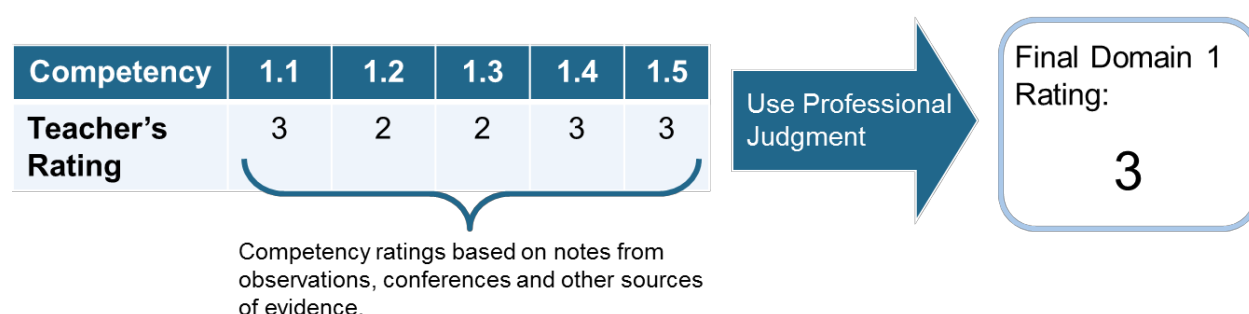 Competency 1.1 1.2 1.3 1.4 1.5
Teacher's 3 2 2 3 3
Rating
Competency ratings based on notes from
observations, conferences and other sources
of evidence.
Use Professional
Judgment
Final Domain 1
Rating:
3